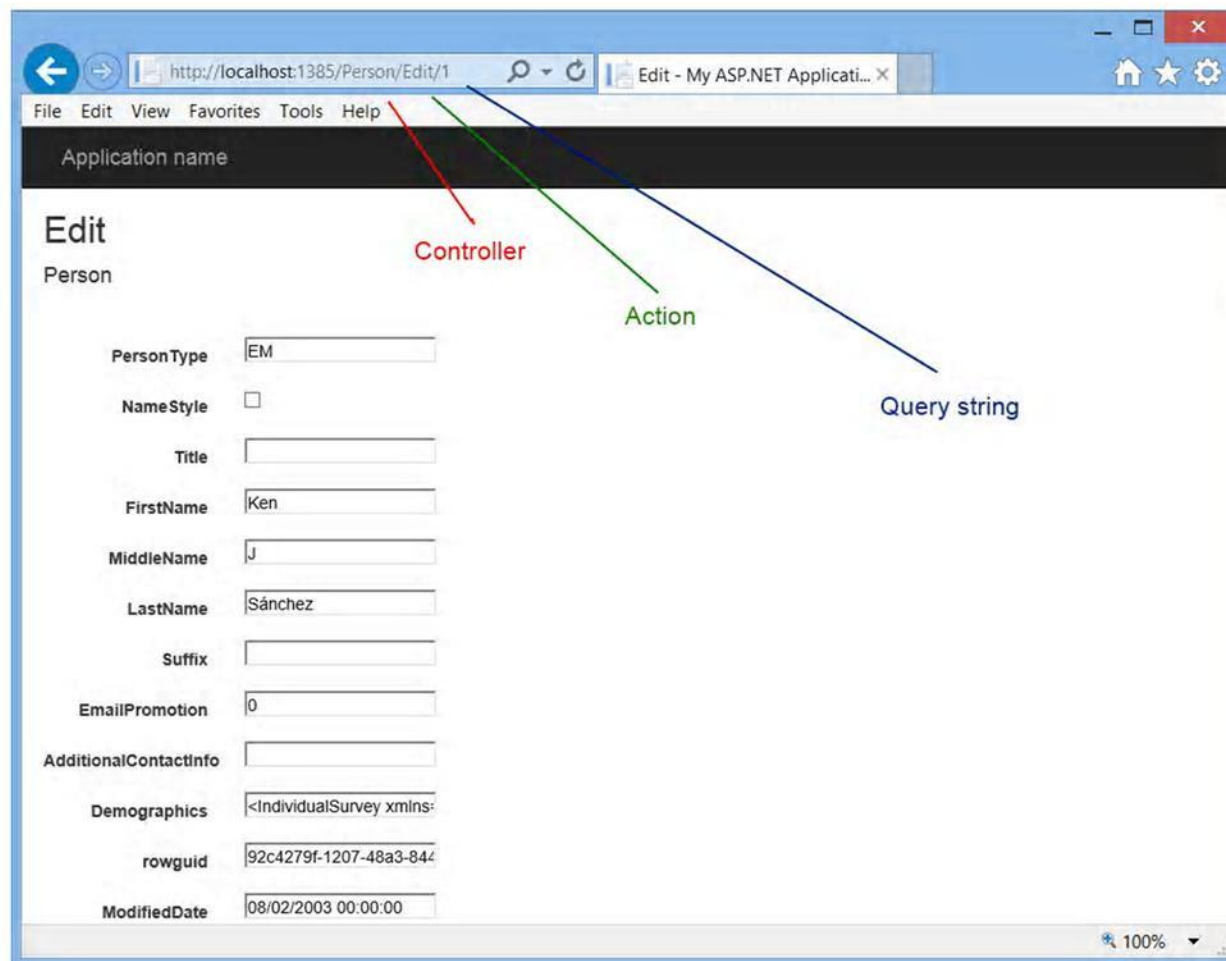 http://localhost:1385/Person/Edit/1
Edit - My ASP.NET Applicati...
File Edit View Favorites Tools Help
Application name
Edit
Person
Controller
Action
Query string
PersonType EM
NameStyle
Title
FirstName Ken
MiddleName J
LastName Sánchez
Suffix
EmailPromotion 0
AdditionalContactInfo
Demographics <IndividualSurvey xmlns=
rowguid 92c4279f-1207-48a3-844
ModifiedDate 08/02/2003 00:00:00
100%